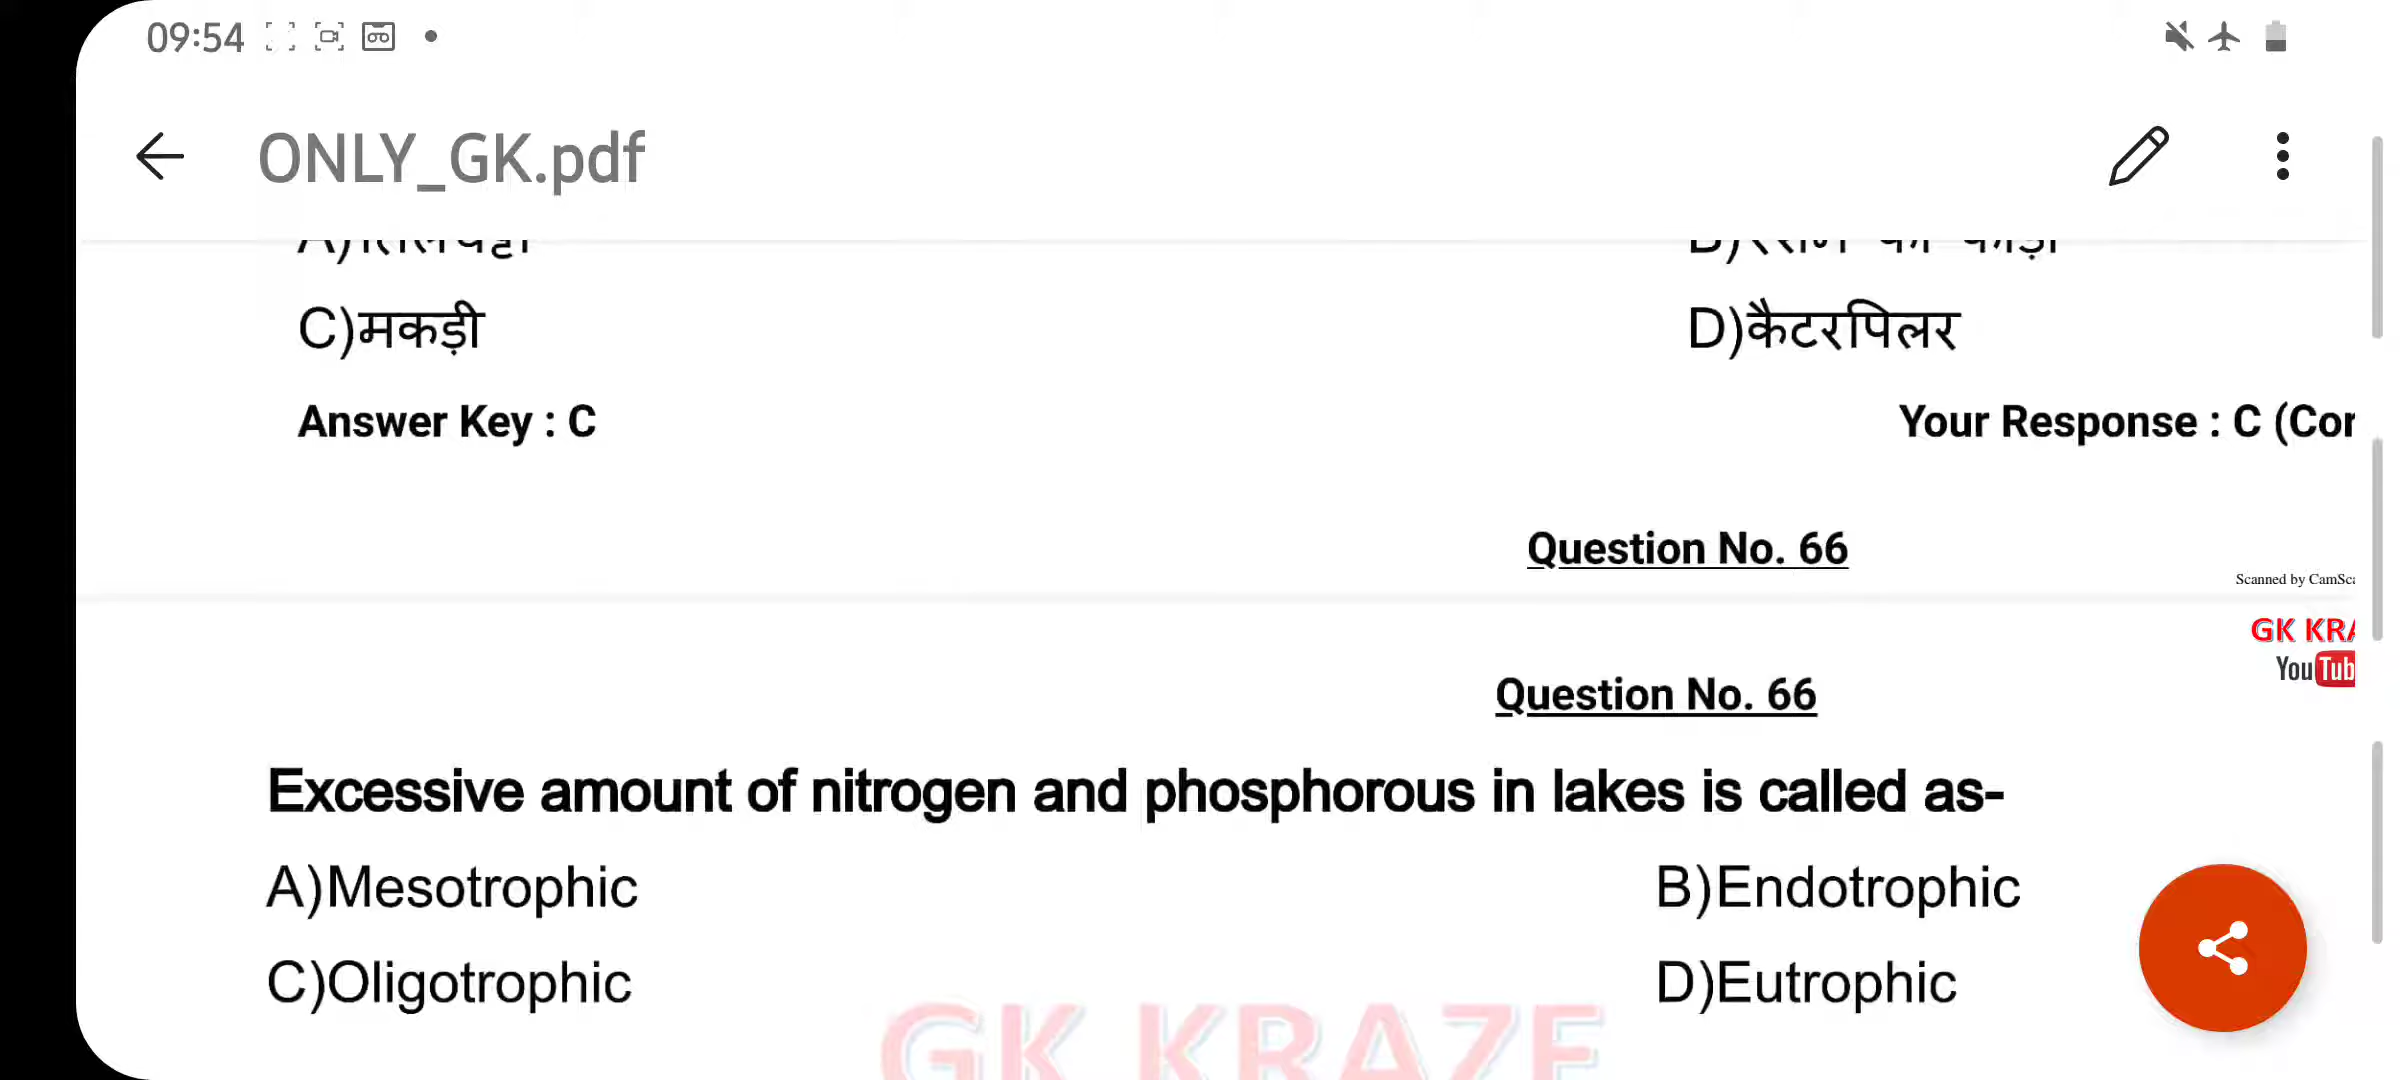 09:54
ONLY_GK.pdf
C)मकड़ी D)कैटरपिलर
Answer Key : C Your Response : C (Cor
Question No. 66
Scanned by CamSca
GK KRA
YouTub
Question No. 66
Excessive amount of nitrogen and phosphorous in lakes is called as-
A)Mesotrophic B)Endotrophic
C)Oligotrophic D)Eutrophic
GK KRAZE